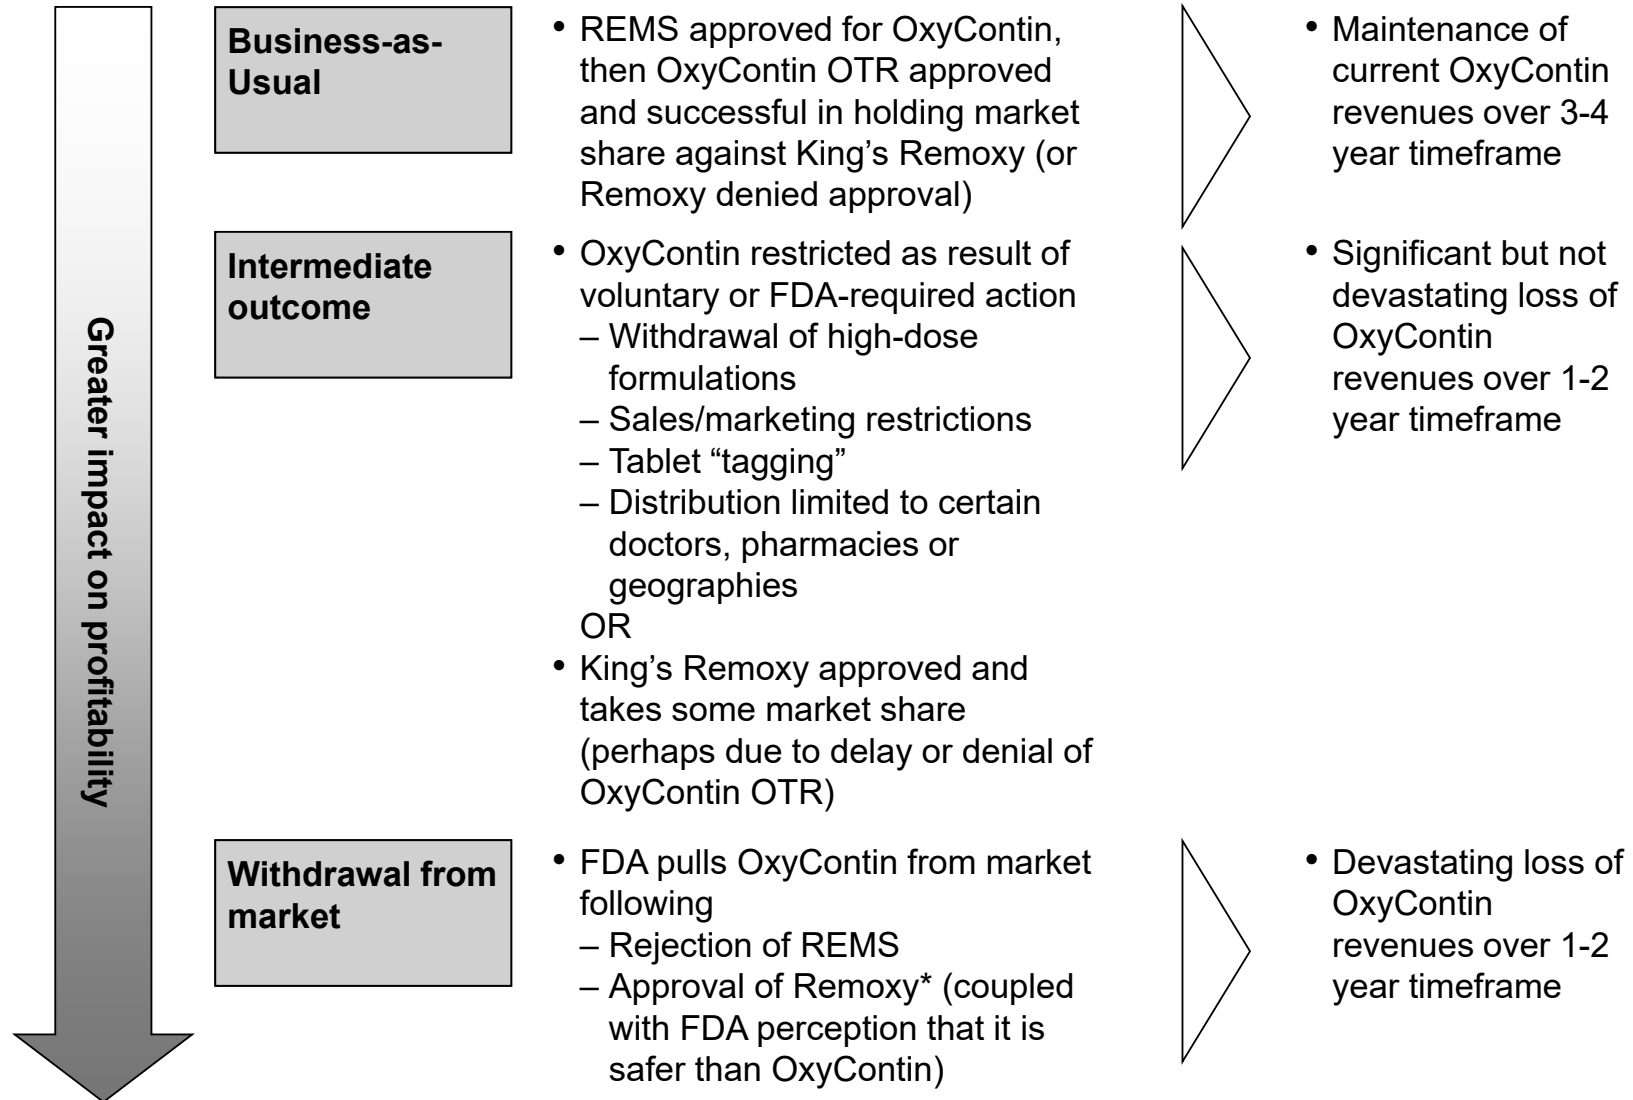 Greater impact on profitability
Business-as-
Usual
• REMS approved for OxyContin,
then OxyContin OTR approved
and successful in holding market
share against King’s Remoxy (or
Remoxy denied approval)
• Maintenance of
current OxyContin
revenues over 3-4
year timeframe
Intermediate
outcome
• OxyContin restricted as result of
voluntary or FDA-required action
– Withdrawal of high-dose
formulations
– Sales/marketing restrictions
– Tablet “tagging”
– Distribution limited to certain
doctors, pharmacies or
geographies
OR
• King’s Remoxy approved and
takes some market share
(perhaps due to delay or denial of
OxyContin OTR)
• Significant but not
devastating loss of
OxyContin
revenues over 1-2
year timeframe
Withdrawal from
market
• FDA pulls OxyContin from market
following
– Rejection of REMS
– Approval of Remoxy* (coupled
with FDA perception that it is
safer than OxyContin)
• Devastating loss of
OxyContin
revenues over 1-2
year timeframe